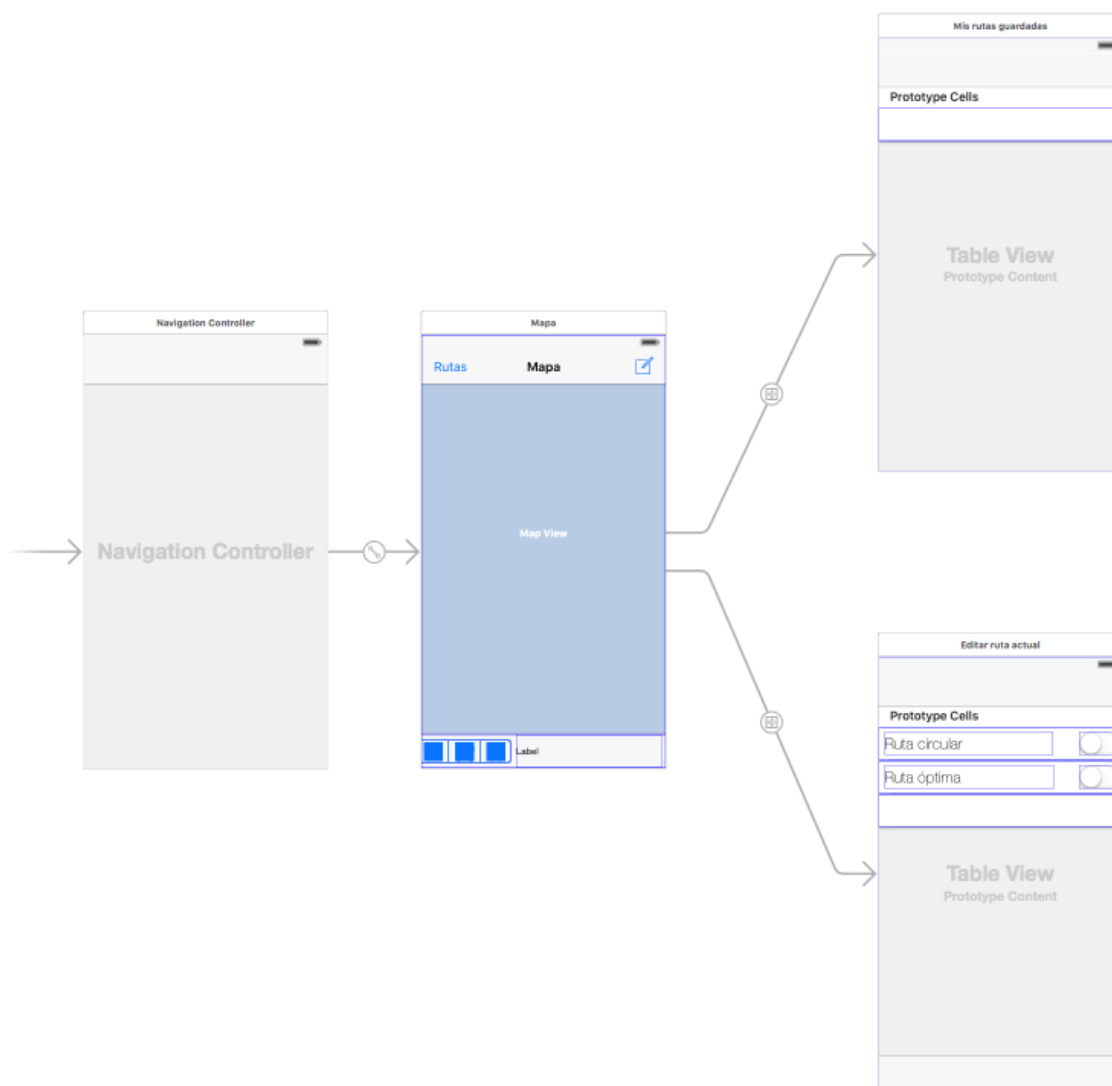 Mis rutas guardadas
Prototype Cells
Table View
Prototype Content
Navigation Controller
Navigation Controller
Mapa
Rutas
Mapa
Map View
Label
Editar ruta actual
Prototype Cells
Ruta circular
Ruta óptima
Table View
Prototype Content